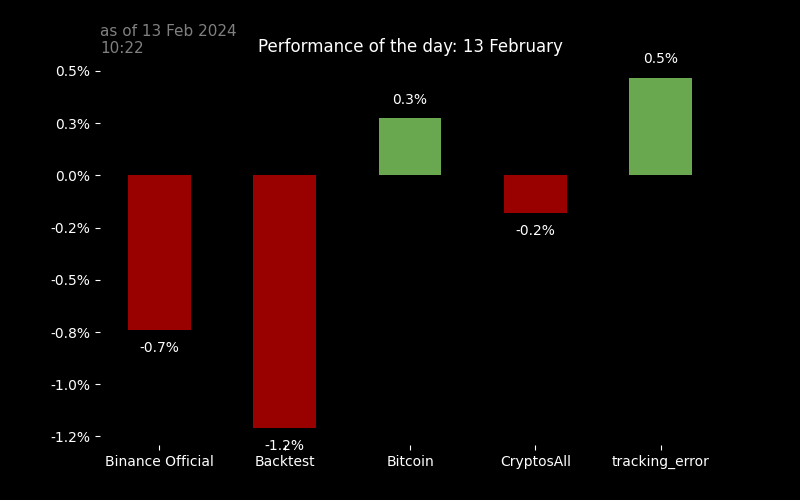 as of 13 Feb 2024
10:22
Performance of the day: 13 February
0.5%
0.3%
0.0%
-0.2%
-0.5%
-0.8%
-1.0%
-1.2%
-0.7%
-1.2%
0.3%
-0.2%
0.5%
Binance Official
Backtest
Bitcoin
CryptosAll
tracking_error